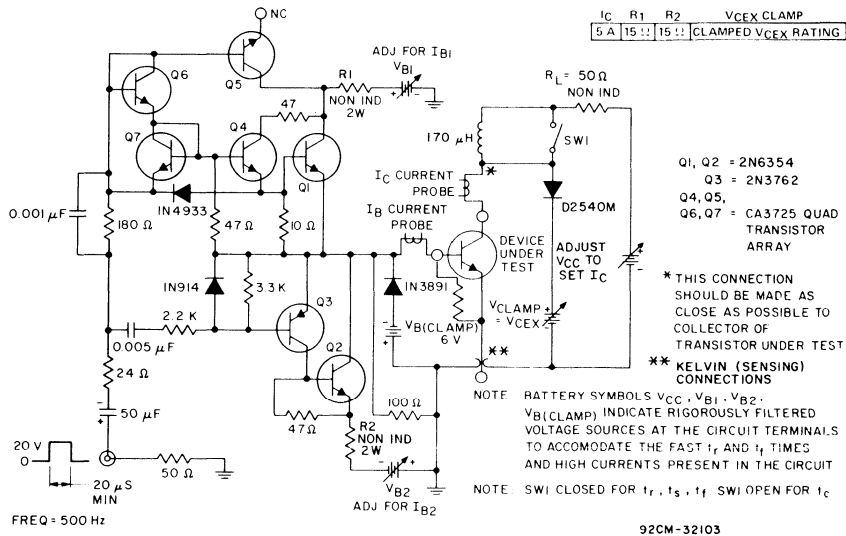 IC R1 R2 VCEX CLAMP
5 A 15 Ω 15 Ω CLAMPED VCEX RATING
NC
ADJ FOR IB1
VB1
Q6
Q5
R1
NON IND
2W
+ -
RL = 50 Ω
NON IND
Q7
Q4
47
Q1
170 μH
SW1
*
IC CURRENT
PROBE
IB CURRENT
PROBE
1N4933
0.001 μF
180 Ω
47 Ω
10 Ω
D2540M
DEVICE
UNDER
TEST
ADJUST
VCC TO
SET IC
+
-
Q1, Q2 = 2N6354
Q3 = 2N3762
Q4, Q5,
Q6, Q7 = CA3725 QUAD
TRANSISTOR
ARRAY
* THIS CONNECTION
SHOULD BE MADE AS
CLOSE AS POSSIBLE TO
COLLECTOR OF
TRANSISTOR UNDER TEST
** KELVIN (SENSING)
CONNECTIONS
1N914
3.3 K
Q3
1N3891
2.2 K
0.005 μF
-
+
VB(CLAMP)
6 V
VCLAMP
= VCEX
+
-
**
Q2
24 Ω
50 μF
+
47 Ω
100 Ω
R2
NON IND
2W
- +
VB2
ADJ FOR IB2
20 V
0
20 μS
MIN
50 Ω
FREQ = 500 Hz
NOTE: BATTERY SYMBOLS VCC, VB1, VB2,
VB(CLAMP) INDICATE RIGOROUSLY FILTERED
VOLTAGE SOURCES AT THE CIRCUIT TERMINALS
TO ACCOMODATE THE FAST tr AND tf TIMES
AND HIGH CURRENTS PRESENT IN THE CIRCUIT
NOTE: SW1 CLOSED FOR tr, ts, tf. SW1 OPEN FOR tc
92CM-32103